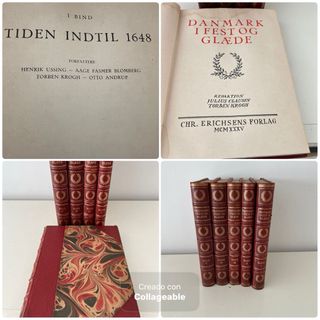 I BIND
TIDEN INDTIL 1648
FORFATTERE
HENRIK USSING – AAGE FASMER BLOMBERG
TORBEN KROGH – OTTO ANDRUP
DANMARK
I FEST OG
GLÆDE
REDAKTION
JULIUS CLAUSEN
TORBEN KROGH
CHR. ERICHSENS FORLAG
MCMXXXV
Creado con
Collageable